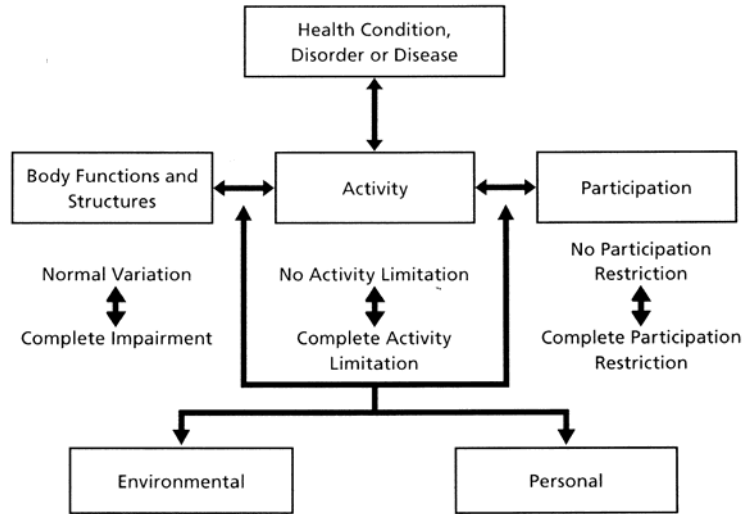 Health Condition,
Disorder or Disease
Body Functions and
Structures
Activity
Participation
Normal Variation
Complete Impairment
No Activity Limitation
Complete Activity
Limitation
No Participation
Restriction
Complete Participation
Restriction
Environmental
Personal